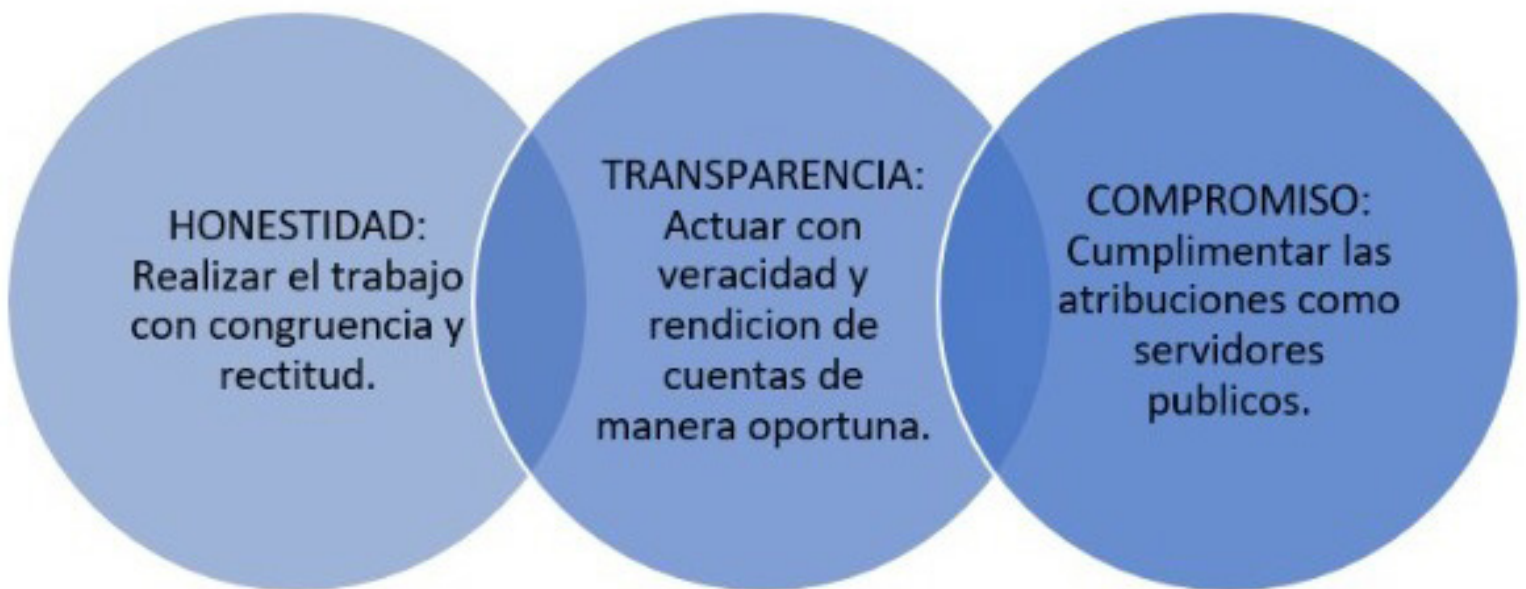 HONESTIDAD:
Realizar el trabajo
con congruencia y
rectitud.
TRANSPARENCIA:
Actuar con
veracidad y
rendicion de
cuentas de
manera oportuna.
COMPROMISO:
Cumplimentar las
atribuciones como
servidores
publicos.